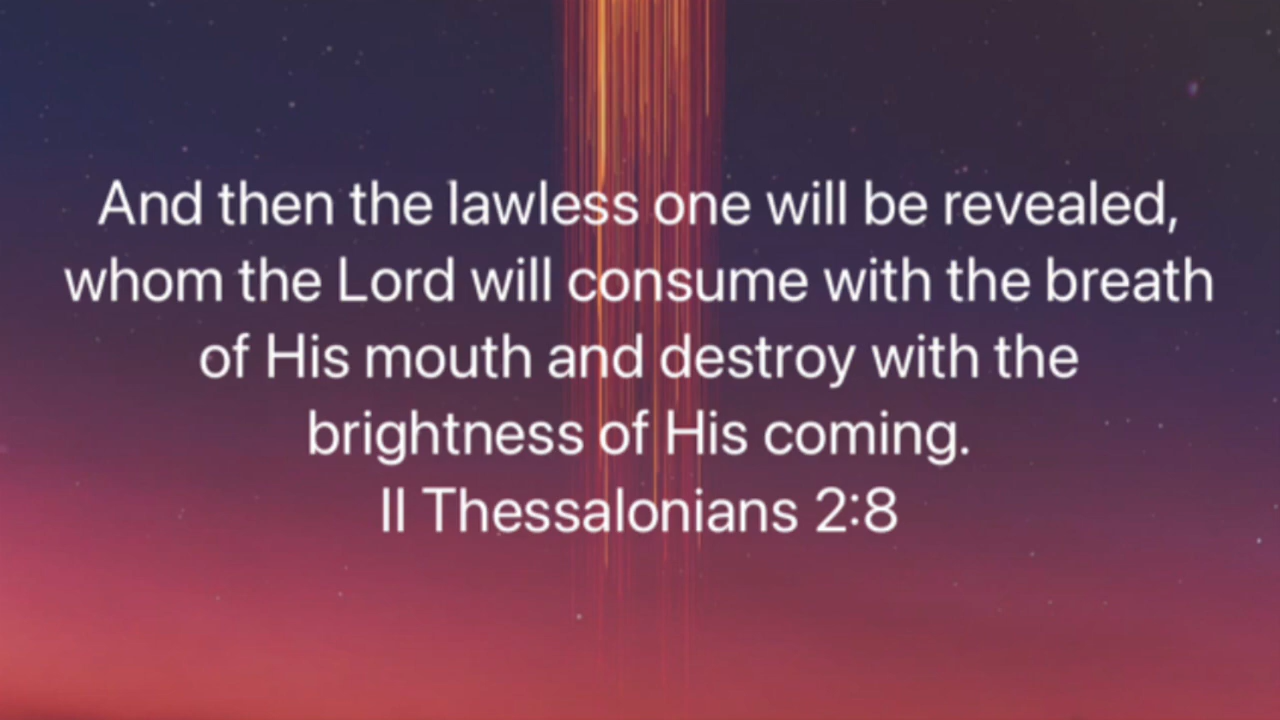 And then the lawless one will be revealed,
whom the Lord will consume with the breath
of His mouth and destroy with the
brightness of His coming.
II Thessalonians 2:8